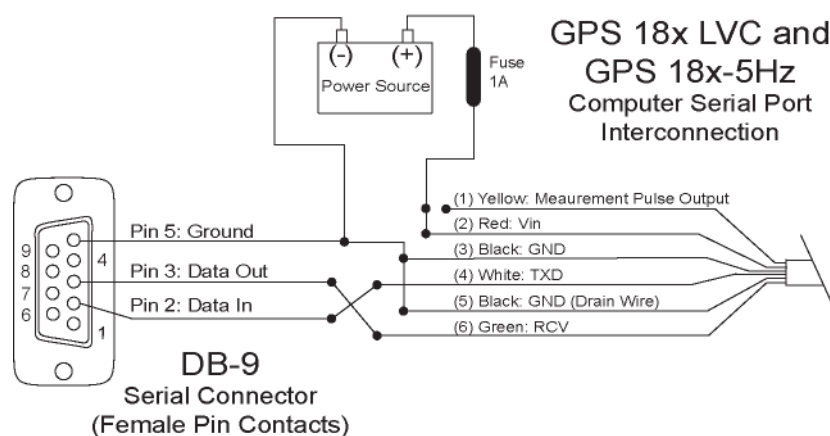 GPS 18x LVC and
GPS 18x-5Hz
Computer Serial Port
Interconnection
(-)
(+)
Power Source
Fuse
1A
(1) Yellow: Meaurement Pulse Output
(2) Red: Vin
(3) Black: GND
(4) White: TXD
(5) Black: GND (Drain Wire)
(6) Green: RCV
Pin 5: Ground
Pin 3: Data Out
Pin 2: Data In
9
8
7
6
4
1
DB-9
Serial Connector
(Female Pin Contacts)